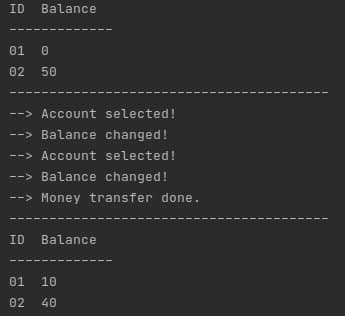 ID  Balance
-------------
01  0
02  50
----------------------------------------
--> Account selected!
--> Balance changed!
--> Account selected!
--> Balance changed!
--> Money transfer done.
----------------------------------------
ID  Balance
-------------
01  10
02  40